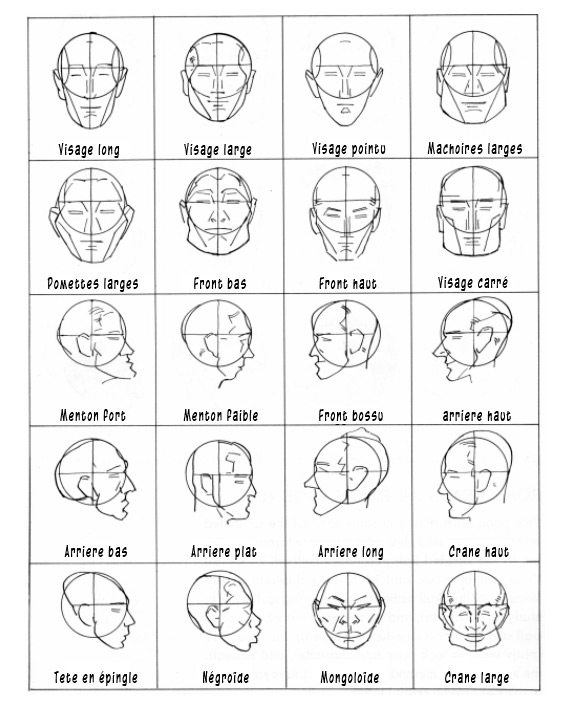 Visage long
Visage large
Visage pointu
Machoires larges
Pomettes larges
Front bas
Front haut
Visage carré
Menton fort
Menton faible
Front bossu
arriere haut
Arriere bas
Arriere plat
Arriere long
Crane haut
Tete en épingle
Négroïde
Mongoloïde
Crane large